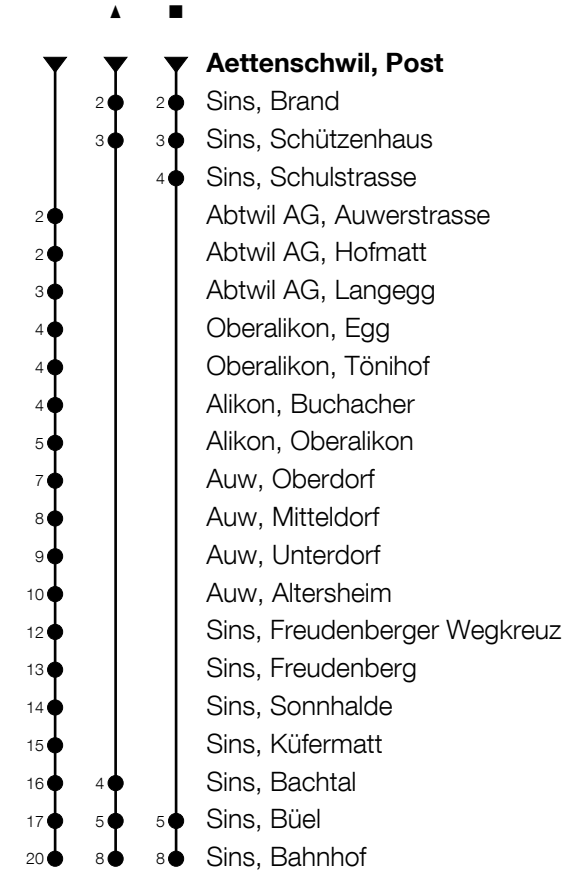 ▲ ■
Aettenschwil, Post
2 2 Sins, Brand
3 3 Sins, Schützenhaus
4 Sins, Schulstrasse
2 Abtwil AG, Auwerstrasse
2 Abtwil AG, Hofmatt
3 Abtwil AG, Langegg
4 Oberalikon, Egg
4 Oberalikon, Tönihof
4 Alikon, Buchacher
5 Alikon, Oberalikon
7 Auw, Oberdorf
8 Auw, Mitteldorf
9 Auw, Unterdorf
10 Auw, Altersheim
12 Sins, Freudenberger Wegkreuz
13 Sins, Freudenberg
14 Sins, Sonnhalde
15 Sins, Küfermatt
16 4 Sins, Bachtal
17 5 5 Sins, Büel
20 8 8 Sins, Bahnhof